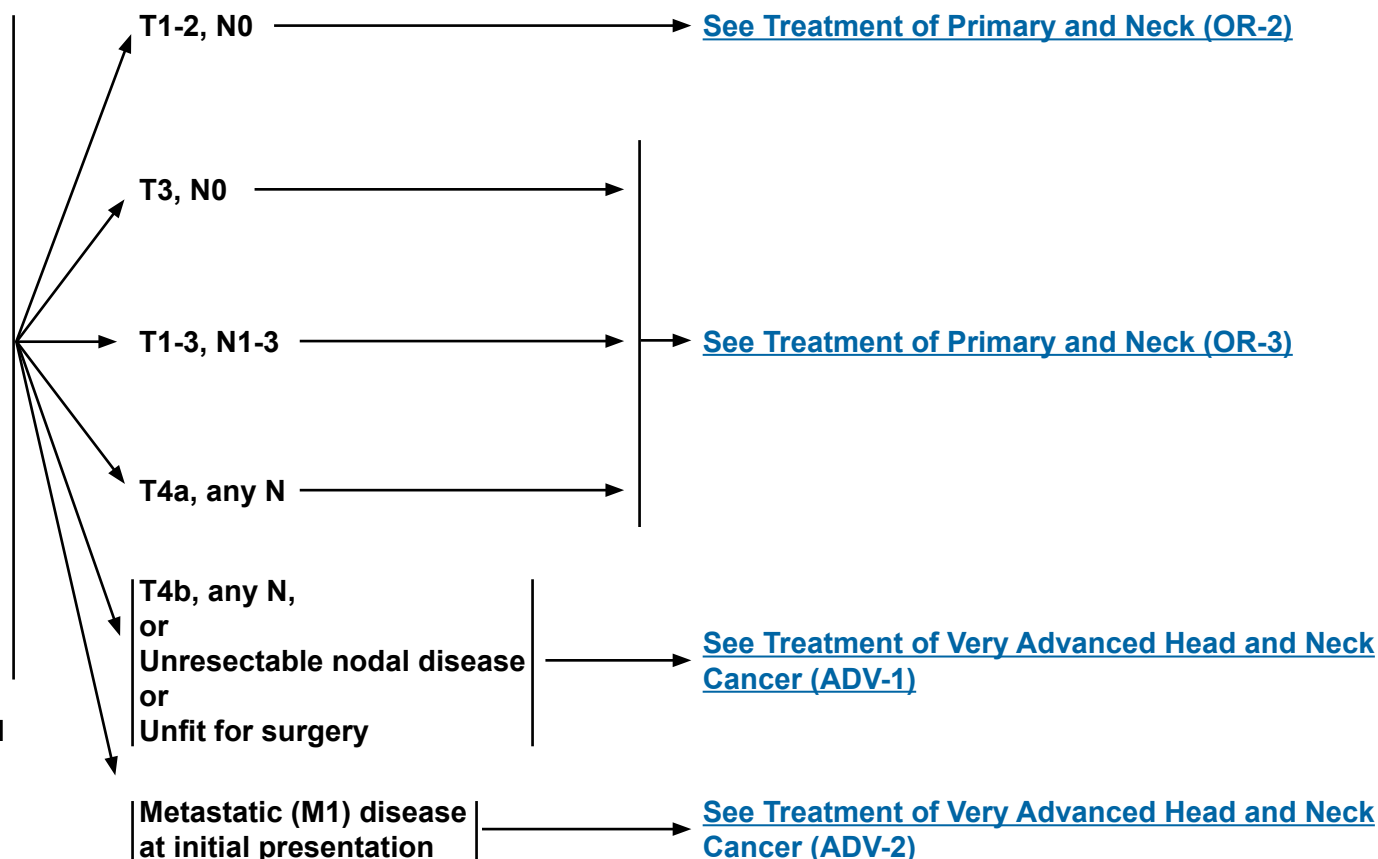 T1-2, N0
See Treatment of Primary and Neck (OR-2)
T3, N0
T1-3, N1-3
See Treatment of Primary and Neck (OR-3)
T4a, any N
T4b, any N,
or
Unresectable nodal disease
or
Unfit for surgery
See Treatment of Very Advanced Head and Neck
Cancer (ADV-1)
Metastatic (M1) disease
at initial presentation
See Treatment of Very Advanced Head and Neck
Cancer (ADV-2)